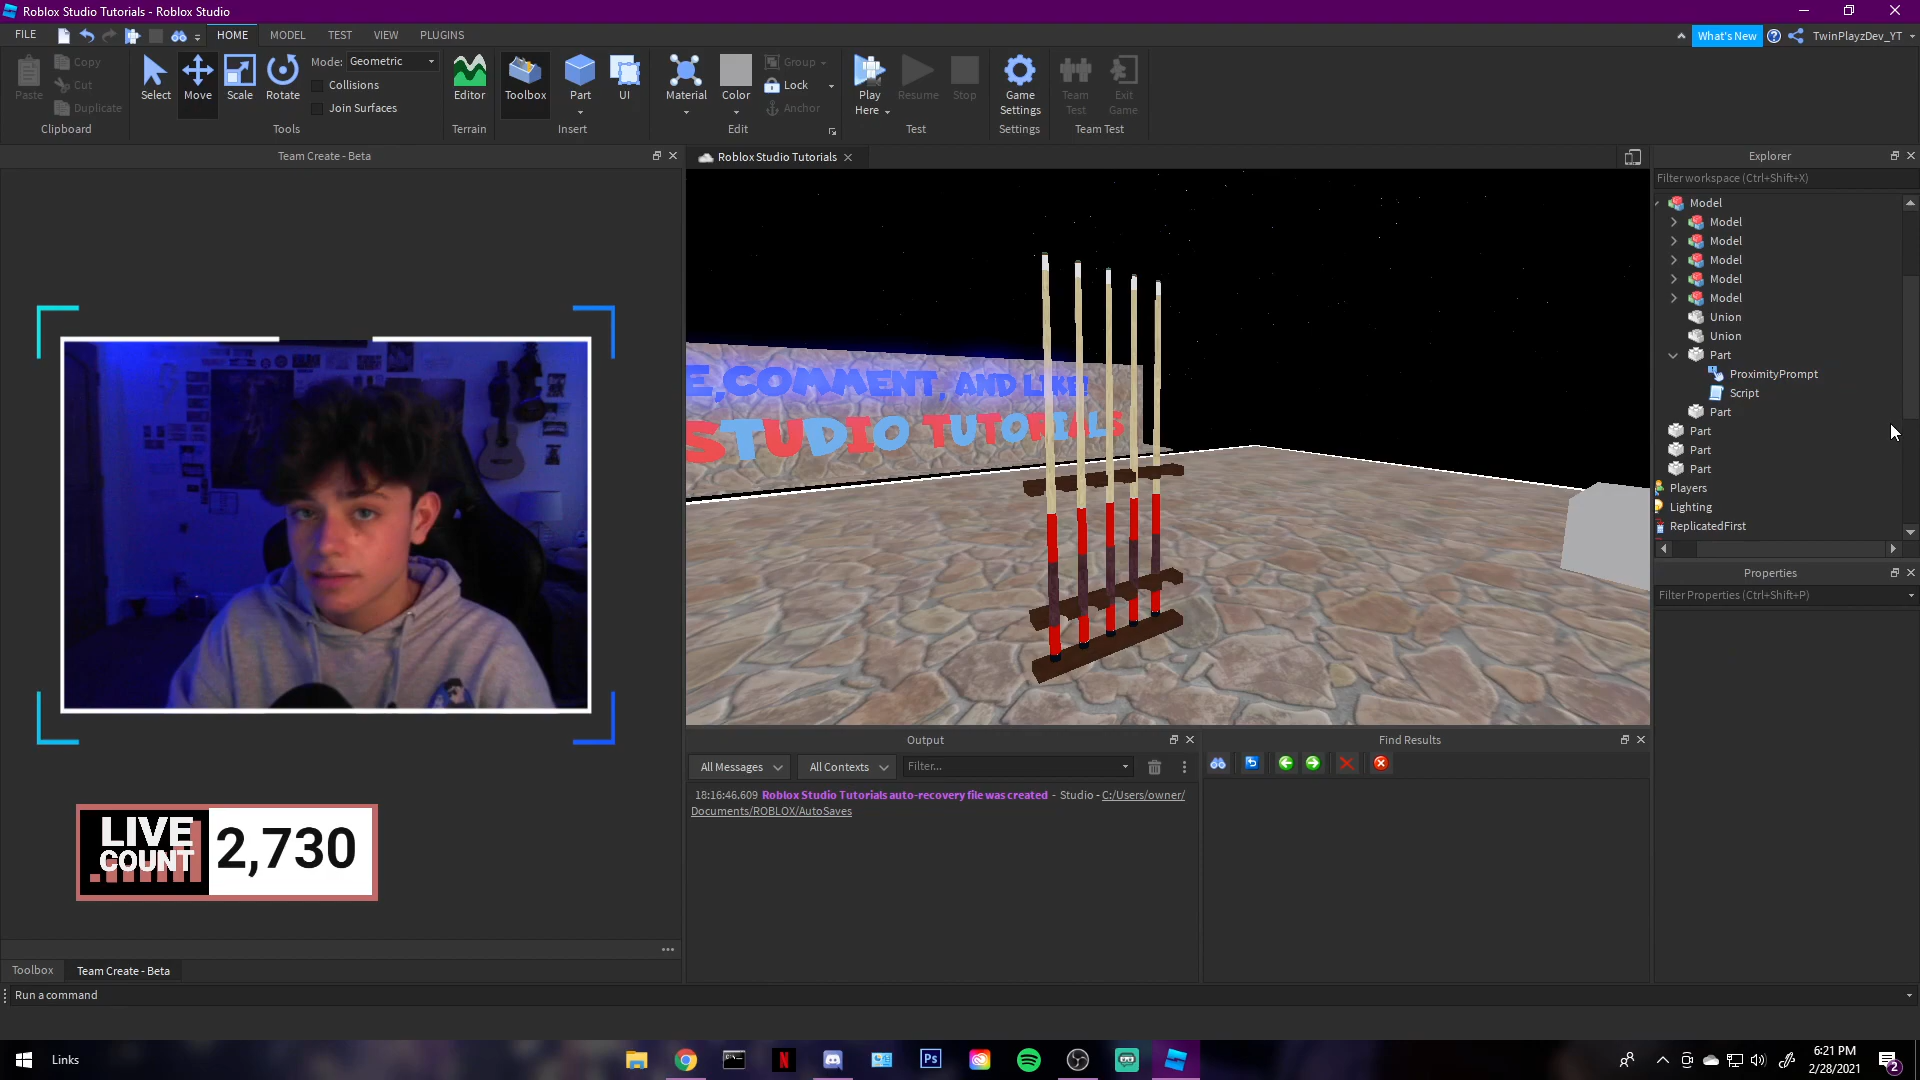 Roblox Studio Tutorials - Roblox Studio
FILE
HOME
MODEL
TEST
VIEW
PLUGINS
What's New
TwinPlayzDev_YT
Paste
Copy
Cut
Duplicate
Clipboard
Select
Move
Scale
Rotate
Mode: Geometric
Collisions
Join Surfaces
Tools
Editor
Terrain
Toolbox
Part
UI
Insert
Material
Color
Group
Lock
Anchor
Edit
Play
Here
Resume
Stop
Test
Game
Settings
Settings
Team
Test
Exit
Game
Team Test
Team Create - Beta
Roblox Studio Tutorials
E,COMMENT, AND LIKE!
STUDIO TUTORIALS
LIVE
COUNT
2,730
Explorer
Filter workspace (Ctrl+Shift+X)
Model
Model
Model
Model
Model
Model
Union
Union
Part
ProximityPrompt
Script
Part
Part
Part
Part
Players
Lighting
ReplicatedFirst
Properties
Filter Properties (Ctrl+Shift+P)
Output
All Messages
All Contexts
Filter...
18:16:46.609 Roblox Studio Tutorials auto-recovery file was created - Studio - C:/Users/owner/
Documents/ROBLOX/AutoSaves
Find Results
Toolbox
Team Create - Beta
Run a command
Links
Ps
6:21 PM
2/28/2021
2